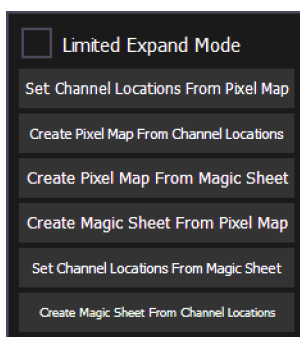 Limited Expand Mode
Set Channel Locations From Pixel Map
Create Pixel Map From Channel Locations
Create Pixel Map From Magic Sheet
Create Magic Sheet From Pixel Map
Set Channel Locations From Magic Sheet
Create Magic Sheet From Channel Locations